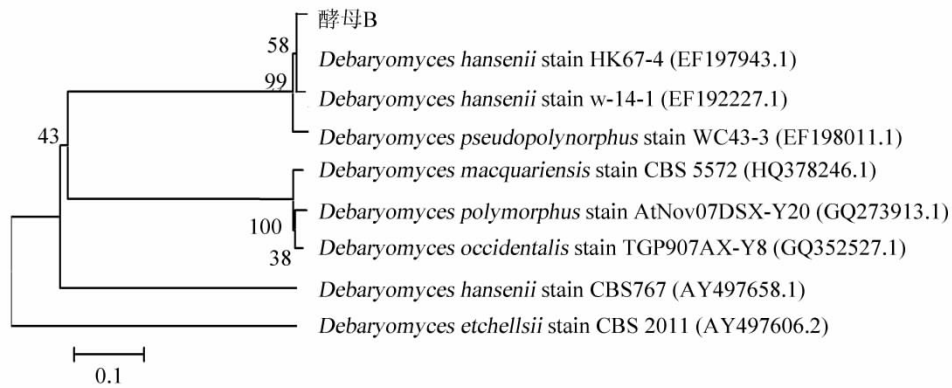 酵母B
58
Debaryomyces hansenii stain HK67-4 (EF197943.1)
99
Debaryomyces hansenii stain w-14-1 (EF192227.1)
43
Debaryomyces pseudopolynorphus stain WC43-3 (EF198011.1)
Debaryomyces macquariensis stain CBS 5572 (HQ378246.1)
Debaryomyces polymorphus stain AtNov07DSX-Y20 (GQ273913.1)
100
Debaryomyces occidentalis stain TGP907AX-Y8 (GQ352527.1)
38
Debaryomyces hansenii stain CBS767 (AY497658.1)
Debaryomyces etchellsii stain CBS 2011 (AY497606.2)
0.1